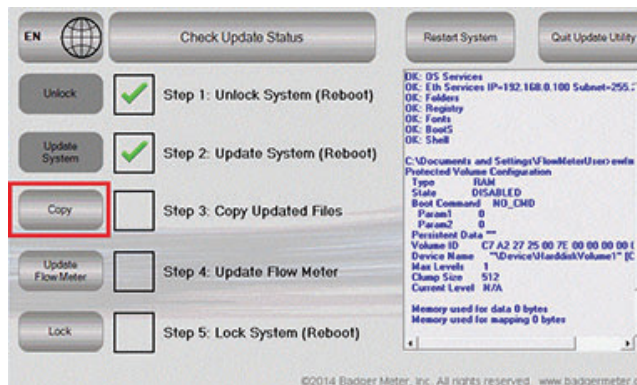 EN
Check Update Status
Restart System
Quit Update Utility
Unlock
Step 1: Unlock System (Reboot)
Update
System
Step 2: Update System (Reboot)
Copy
Step 3: Copy Updated Files
Update
Flow Meter
Step 4: Update Flow Meter
Lock
Step 5: Lock System (Reboot)
OK: OS Services
OK: Eth Services IP=192.168.0.100 Subnet=255.
OK: Folders
OK: Registry
OK: Fonts
OK: BootS
OK: Shell
C:\Documents and Settings\FlowMeterUser>ewfm
Protected Volume Configuration
Type RAM
State DISABLED
Boot Command NO_CMD
Param1 0
Param2 0
Persistent Data ""
Volume ID C7 A2 27 25 00 7E 00 00 00 00
Device Name "\Device\HarddiskVolume1" [C
Max Levels 1
Clump Size 512
Current Level N/A
Memory used for data 0 bytes
Memory used for mapping 0 bytes
©2014 Badger Meter, Inc. All rights reserved. www.badgermeter.